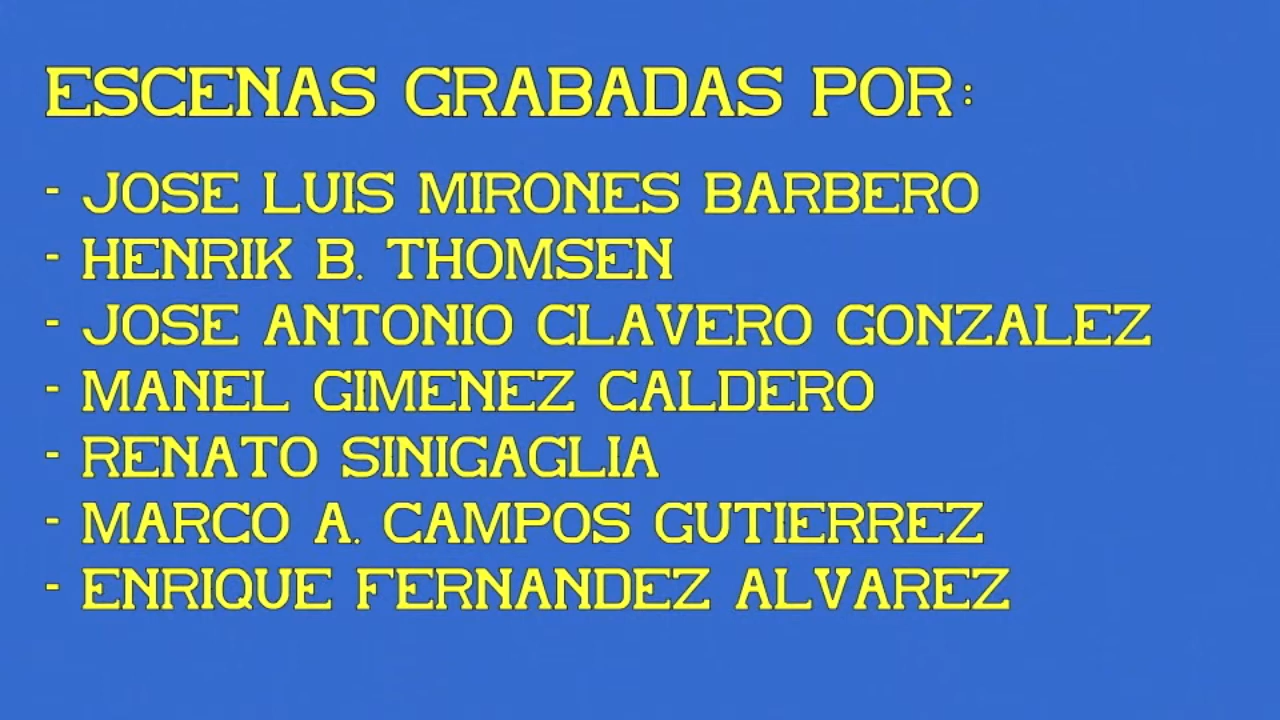 ESCENAS GRABADAS POR:
- JOSE LUIS MIRONES BARBERO
- HENRIK B. THOMSEN
- JOSE ANTONIO CLAVERO GONZALEZ
- MANEL GIMENEZ CALDERO
- RENATO SINIGAGLIA
- MARCO A. CAMPOS GUTIERREZ
- ENRIQUE FERNANDEZ ALVAREZ